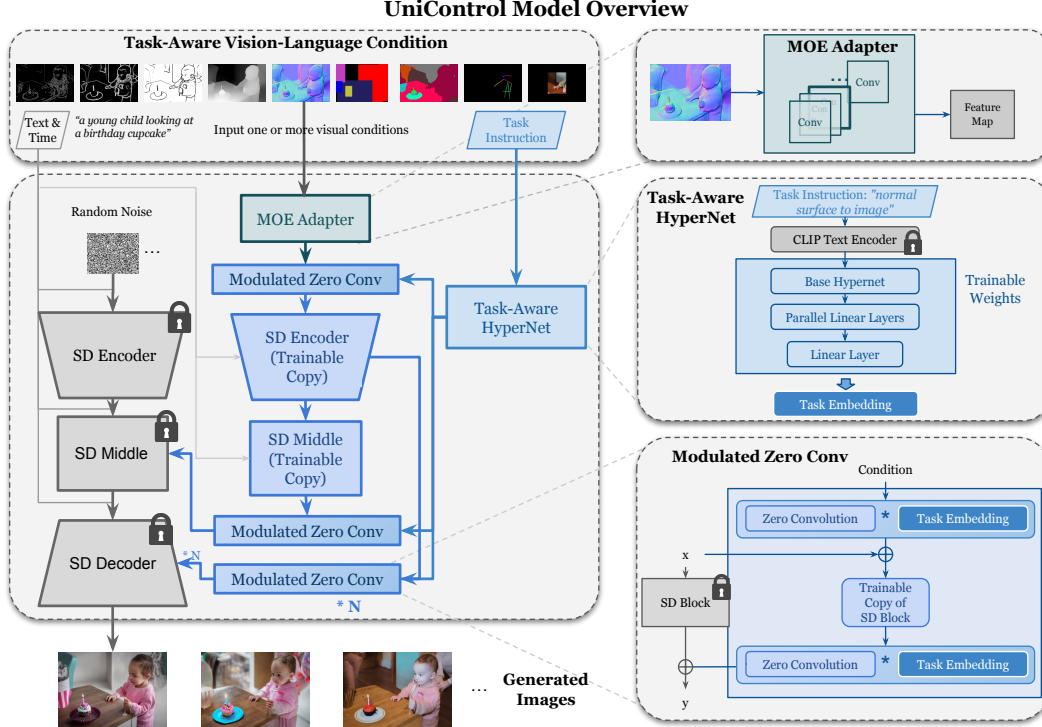 UniControl Model Overview
Task-Aware Vision-Language Condition
Text & Time
"a young child looking at
a birthday cupcake"
Input one or more visual conditions
Task
Instruction
MOE Adapter
...
Conv
Conv
Conv
Feature
Map
Random Noise
...
MOE Adapter
Modulated Zero Conv
SD Encoder
SD Encoder
(Trainable
Copy)
Task-Aware
HyperNet
SD Middle
SD Middle
(Trainable
Copy)
Modulated Zero Conv
SD Decoder
* N
Modulated Zero Conv
* N
... Generated
Images
Task-Aware
HyperNet
Task Instruction: "normal
surface to image"
CLIP Text Encoder
Base Hypernet
Parallel Linear Layers
Linear Layer
Trainable
Weights
Task Embedding
Modulated Zero Conv
Condition
Zero Convolution * Task Embedding
x
SD Block
Trainable
Copy of
SD Block
Zero Convolution * Task Embedding
y